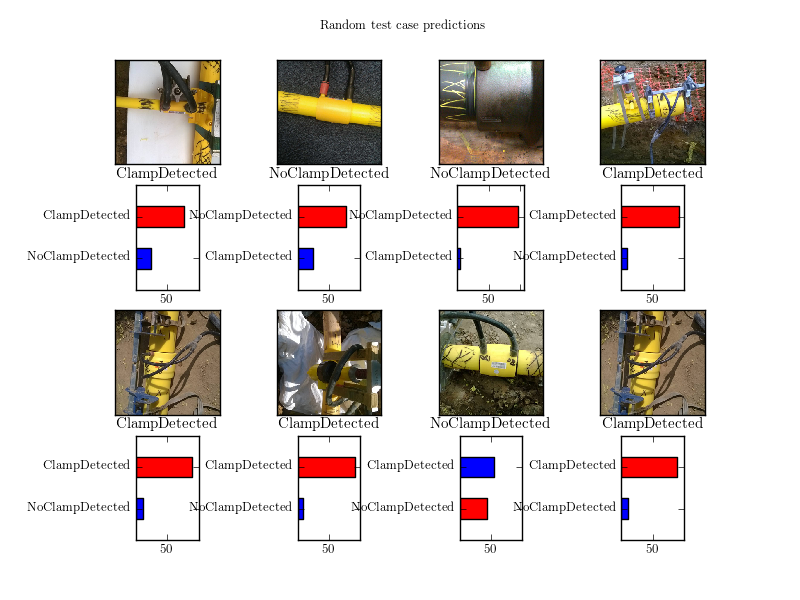 Random test case predictions
ClampDetected NoClampDetected NoClampDetected ClampDetected
ClampDetected NoClampDetected NoClampDetected ClampDetected
NoClampDetected ClampDetected ClampDetected NoClampDetected
50 50 50 50
ClampDetected ClampDetected NoClampDetected ClampDetected
ClampDetected ClampDetected ClampDetected ClampDetected
NoClampDetected NoClampDetected NoClampDetected NoClampDetected
50 50 50 50